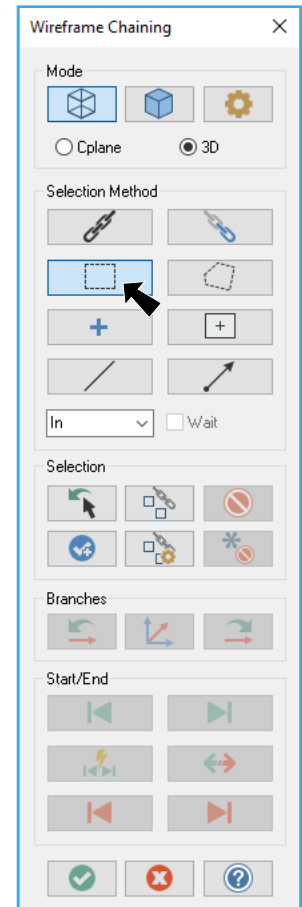 Wireframe Chaining
Mode
Cplane 3D
Selection Method
In Wait
Selection
Branches
Start/End